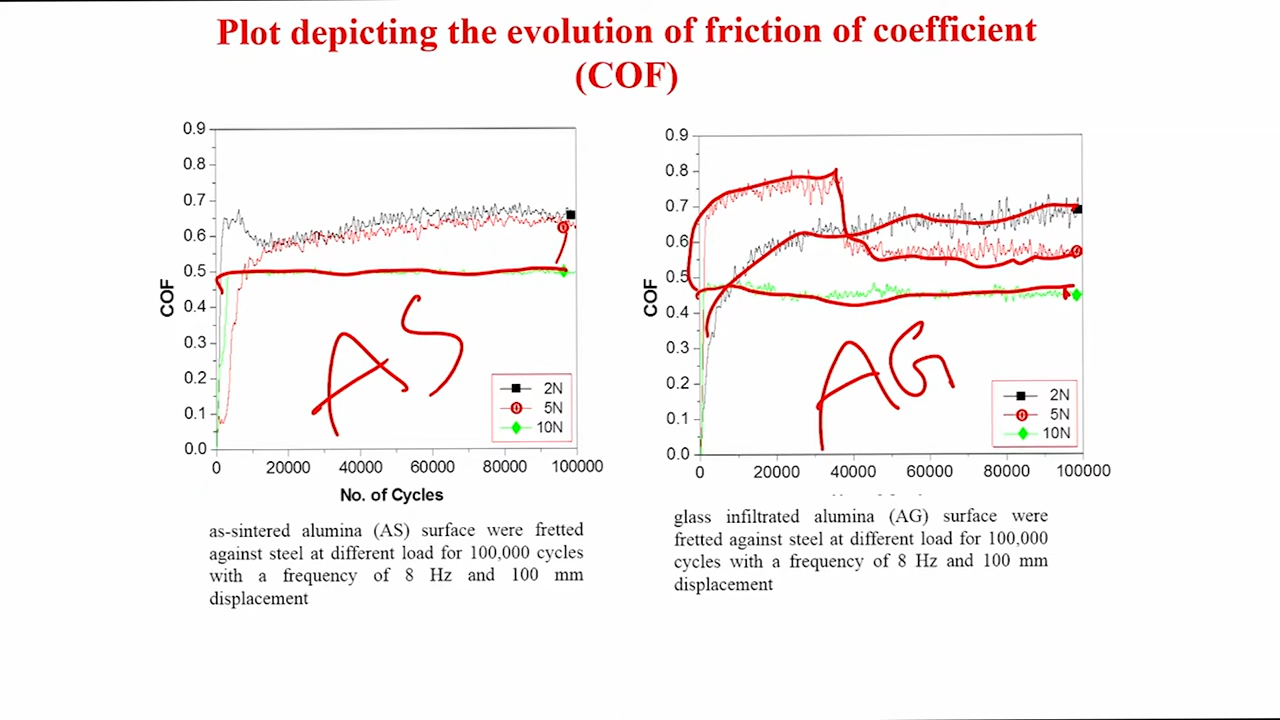 Plot depicting the evolution of friction of coefficient
(COF)
0.9
0.8
0.7
0.6
0.5
0.4
0.3
0.2
0.1
0.0
COF
0
20000
40000
60000
80000
100000
No. of Cycles
2N
5N
10N
AS
as-sintered alumina (AS) surface were fretted
against steel at different load for 100,000 cycles
with a frequency of 8 Hz and 100 mm
displacement
0.9
0.8
0.7
0.6
0.5
0.4
0.3
0.2
0.1
0.0
COF
0
20000
40000
60000
80000
100000
2N
5N
10N
AG
glass infiltrated alumina (AG) surface were
fretted against steel at different load for 100,000
cycles with a frequency of 8 Hz and 100 mm
displacement